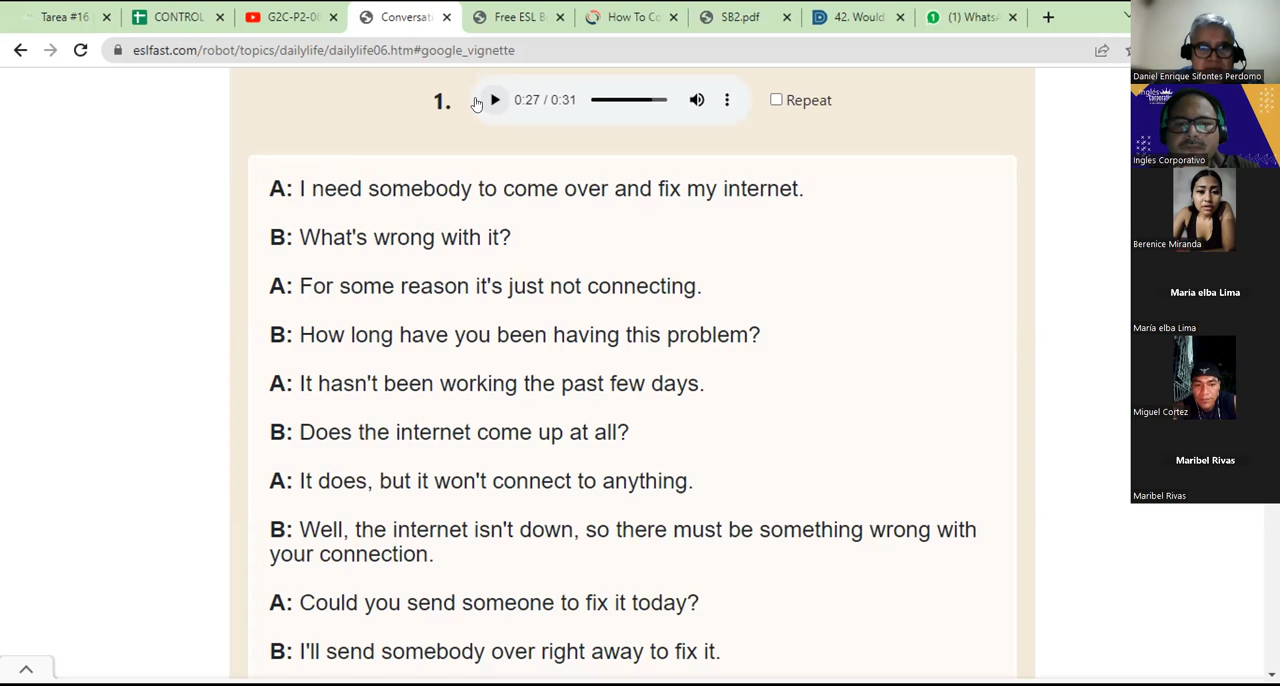 Tarea #16
CONTROL
G2C-P2-0
Conversat
Free ESL B
How To Co
SB2.pdf
42. Would
(1) Whats
eslfast.com/robot/topics/dailylife/dailylife06.htm#google_vignette
1.
0:27 / 0:31
Repeat
A: I need somebody to come over and fix my internet.
B: What's wrong with it?
A: For some reason it's just not connecting.
B: How long have you been having this problem?
A: It hasn't been working the past few days.
B: Does the internet come up at all?
A: It does, but it won't connect to anything.
B: Well, the internet isn't down, so there must be something wrong with
your connection.
A: Could you send someone to fix it today?
B: I'll send somebody over right away to fix it.
Daniel Enrique Sifontes Perdomo
Ingles Corporativo
Berenice Miranda
Maria elba Lima
María elba Lima
Miguel Cortez
Maribel Rivas
Maribel Rivas